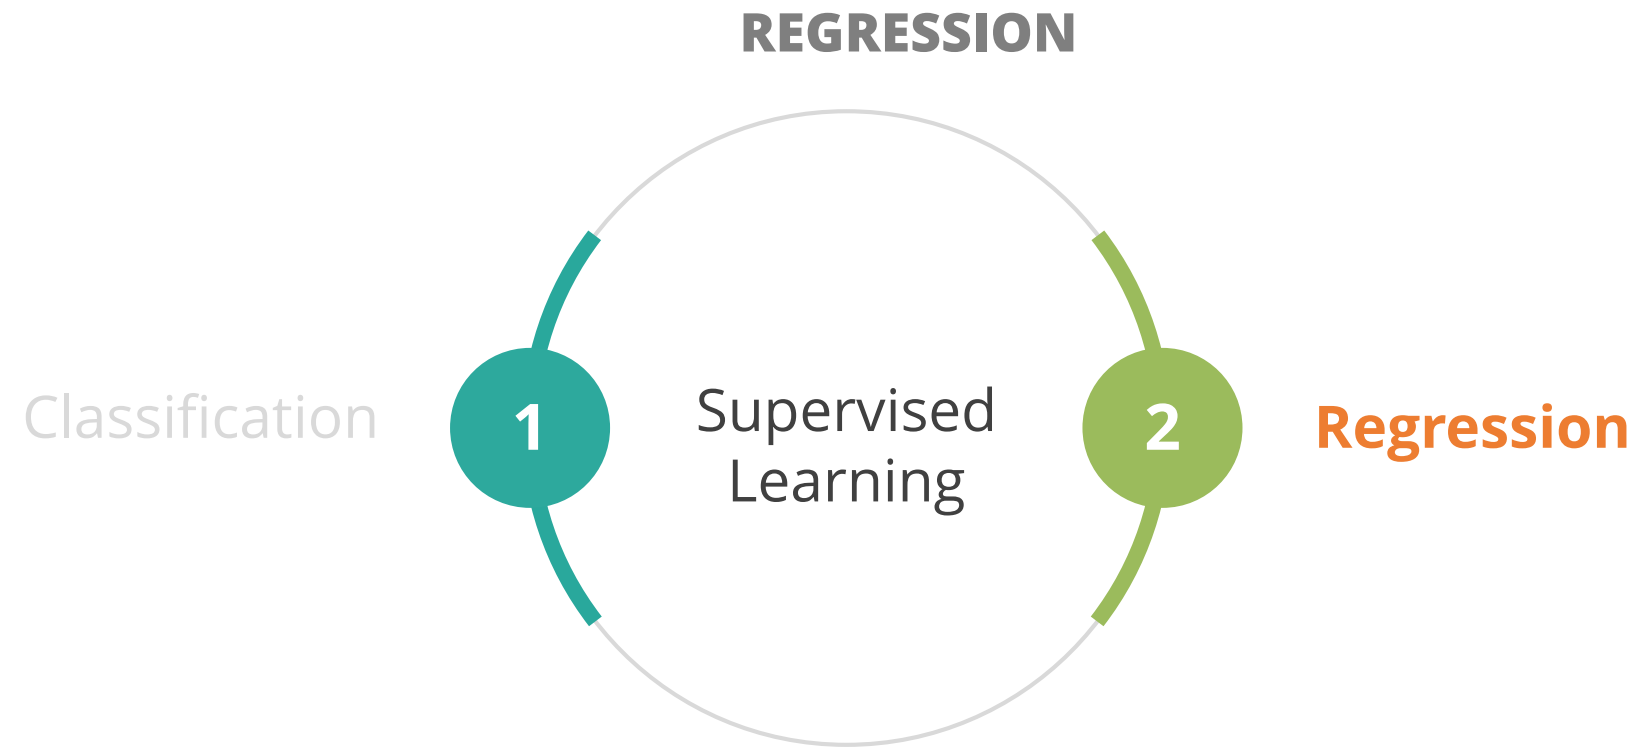 REGRESSION
Classification
1
Supervised
Learning
2
Regression